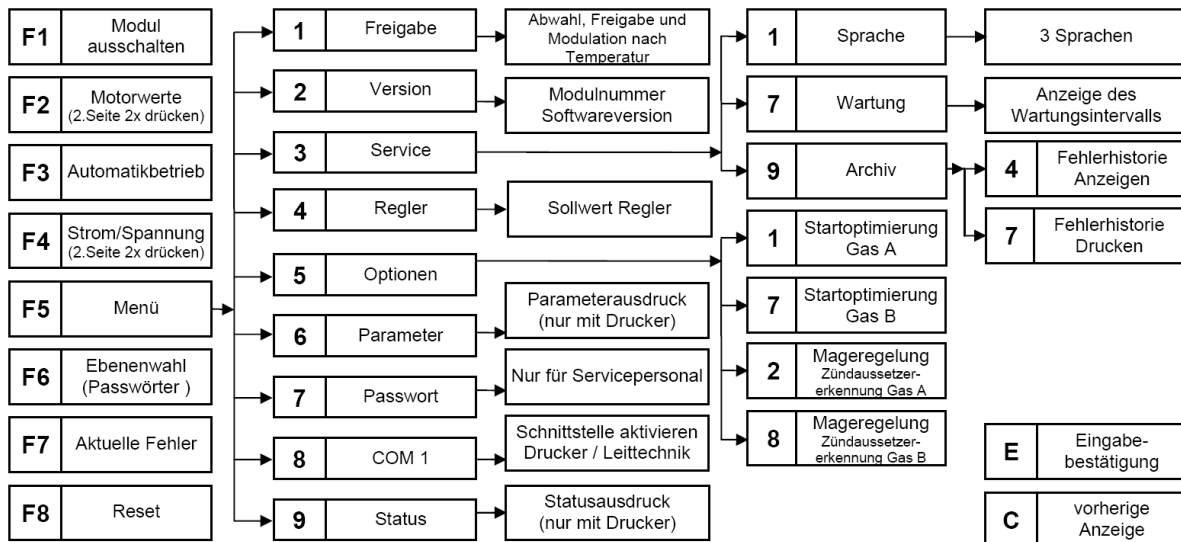 F1 Modul
ausschalten
F2 Motorwerte
(2.Seite 2x drücken)
F3 Automatikbetrieb
F4 Strom/Spannung
(2.Seite 2x drücken)
F5 Menü
F6 Ebenenwahl
(Passwörter )
F7 Aktuelle Fehler
F8 Reset
1 Freigabe
Abwahl, Freigabe und
Modulation nach
Temperatur
2 Version
Modulnummer
Softwareversion
3 Service
4 Regler
Sollwert Regler
5 Optionen
6 Parameter
Parameterausdruck
(nur mit Drucker)
7 Passwort
Nur für Servicepersonal
8 COM 1
Schnittstelle aktivieren
Drucker / Leittechnik
9 Status
Statusausdruck
(nur mit Drucker)
1 Sprache
3 Sprachen
7 Wartung
Anzeige des
Wartungsintervalls
9 Archiv
4 Fehlerhistorie
Anzeigen
7 Fehlerhistorie
Drucken
1 Startoptimierung
Gas A
7 Startoptimierung
Gas B
2 Mageregelung
Zündaussetzer-
erkennung Gas A
8 Mageregelung
Zündaussetzer-
erkennung Gas B
E Eingabe-
bestätigung
C vorherige
Anzeige